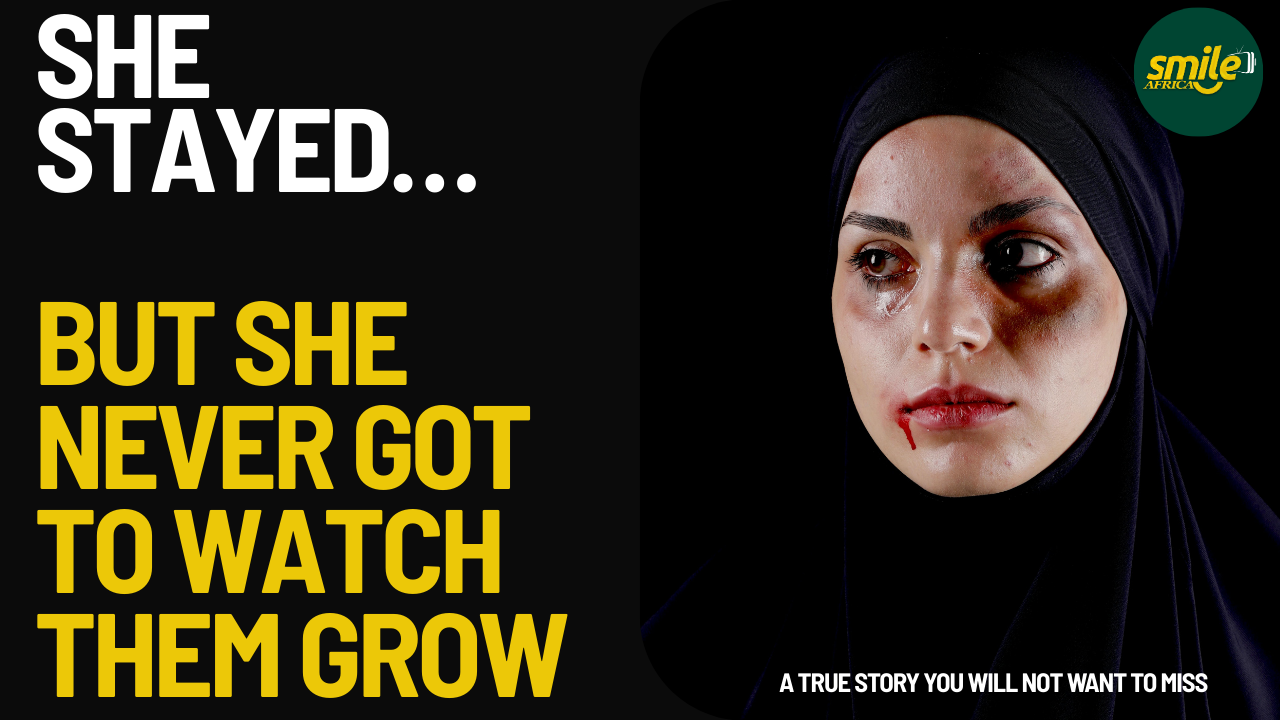 SHE
STAYED...
BUT SHE
NEVER GOT
TO WATCH
THEM GROW
smile
AFRICA
A TRUE STORY YOU WILL NOT WANT TO MISS